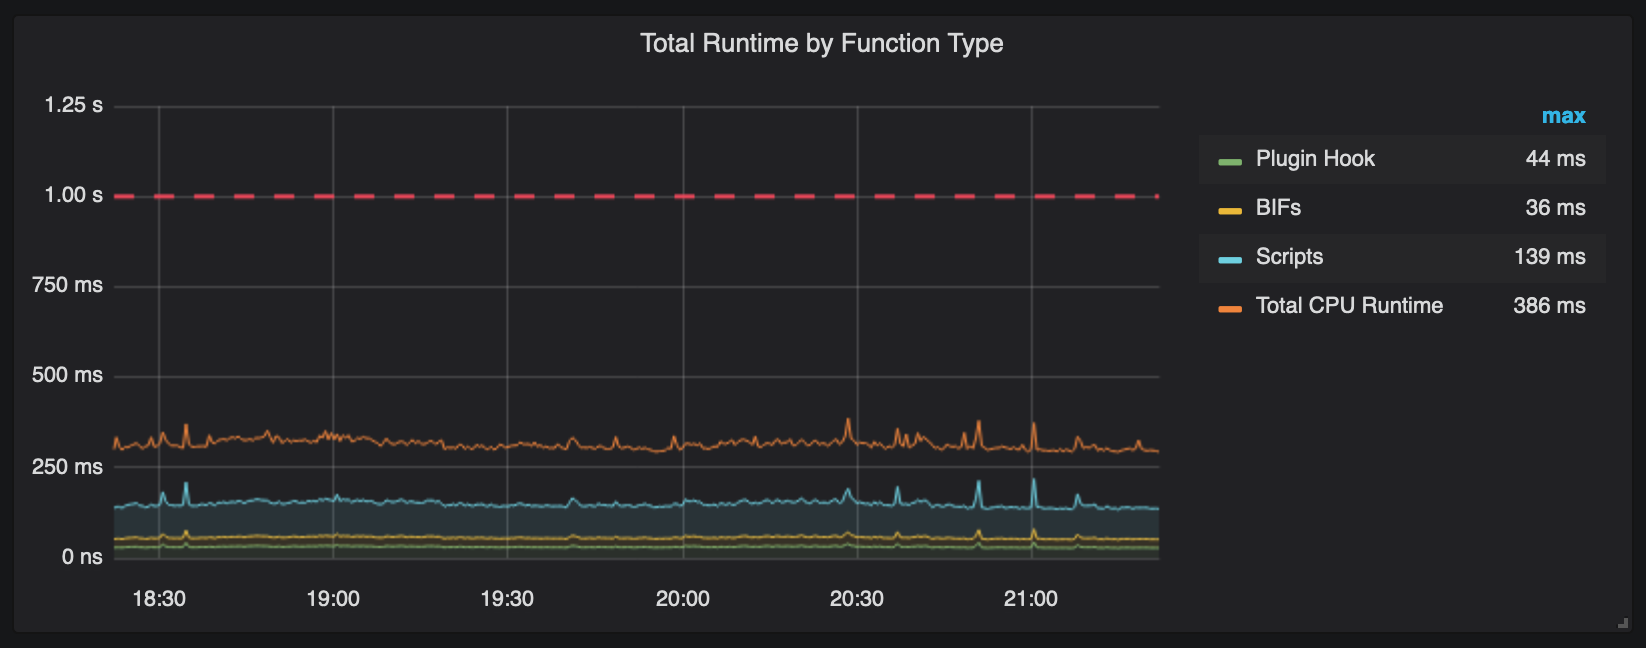 Total Runtime by Function Type
1.25 s
1.00 s
750 ms
500 ms
250 ms
0 ns
18:30 19:00 19:30 20:00 20:30 21:00
max
Plugin Hook 44 ms
BIFs 36 ms
Scripts 139 ms
Total CPU Runtime 386 ms